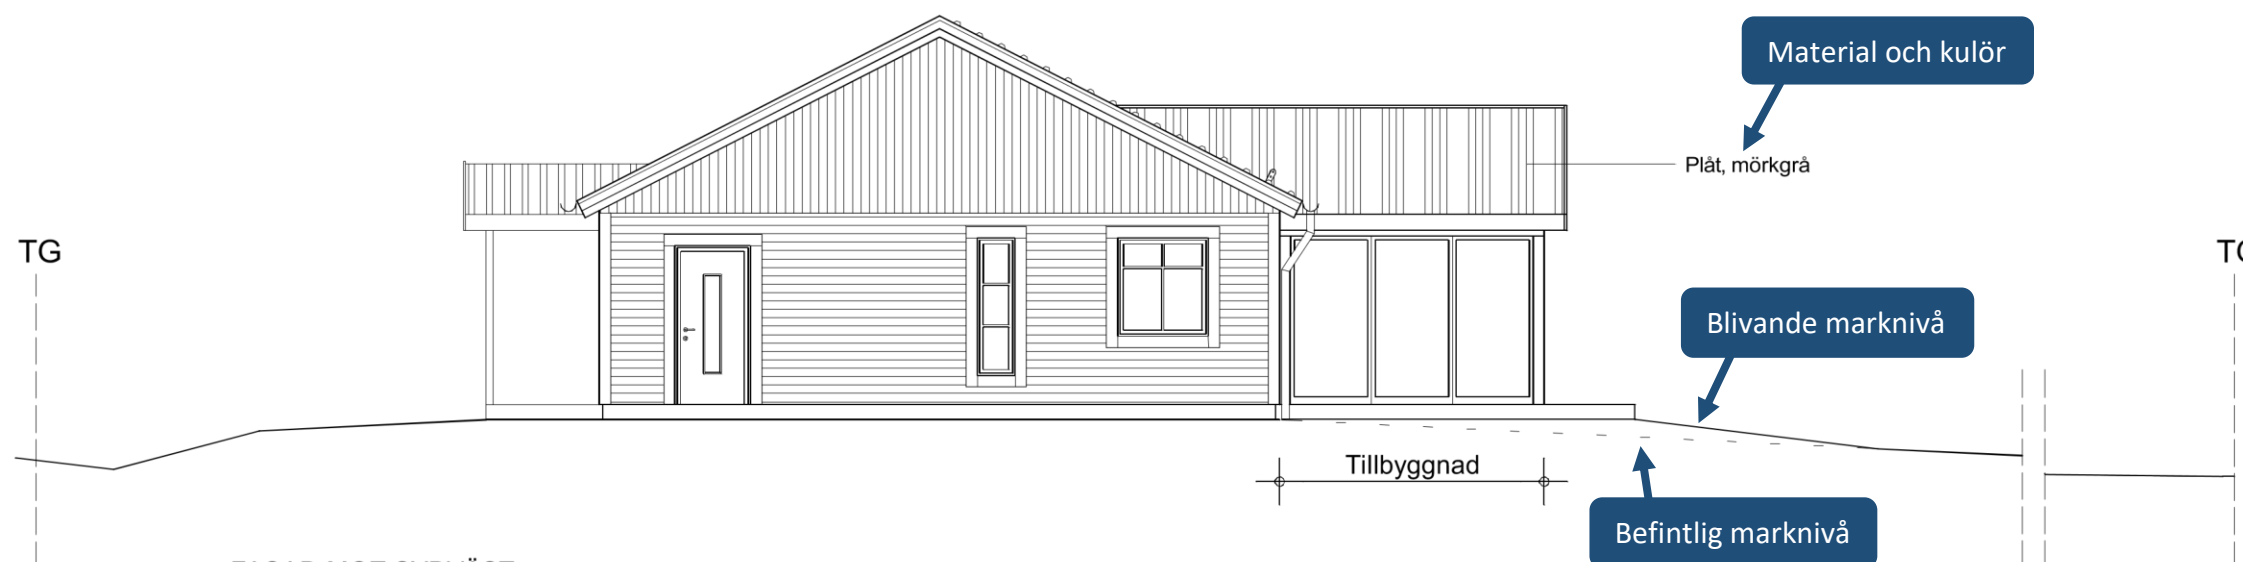 Material och kulör
Plåt, mörkgrå
TG
Blivande marknivå
Tillbyggnad
Befintlig marknivå